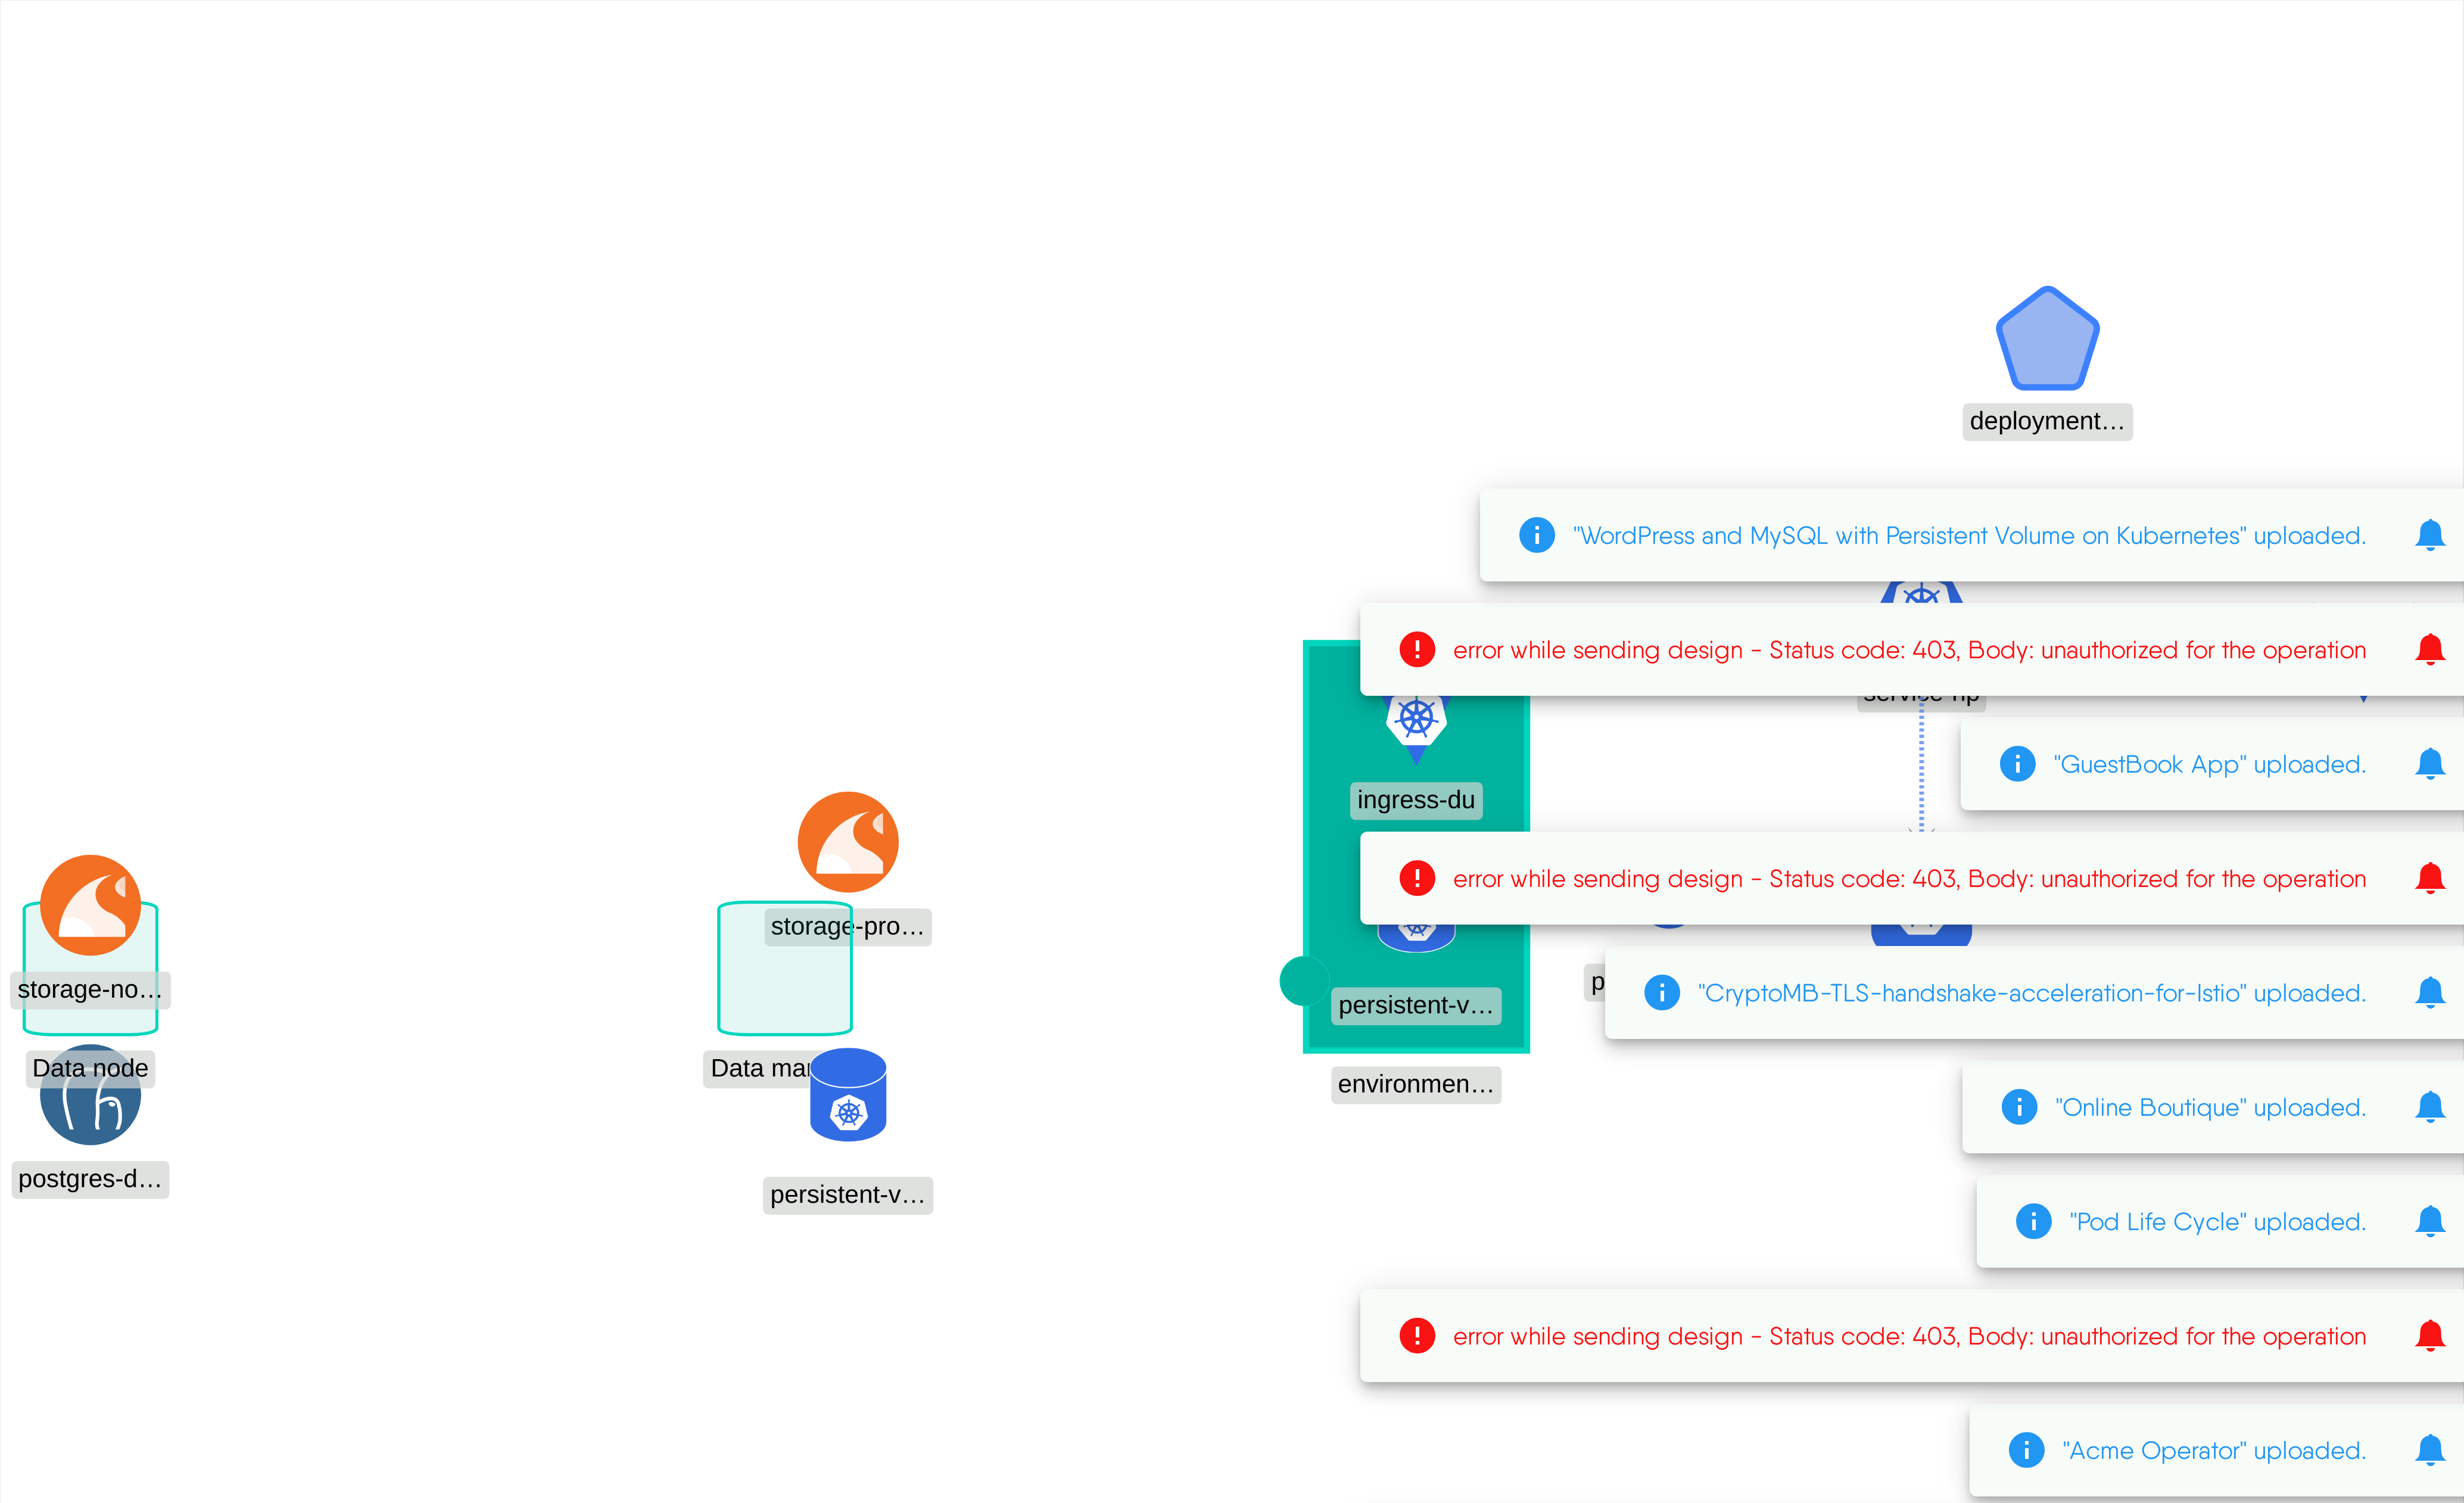 deployment…
"WordPress and MySQL with Persistent Volume on Kubernetes" uploaded.
error while sending design - Status code: 403, Body: unauthorized for the operation
"GuestBook App" uploaded.
ingress-du
error while sending design - Status code: 403, Body: unauthorized for the operation
storage-pro…
storage-no…
p
"CryptoMB-TLS-handshake-acceleration-for-Istio" uploaded.
persistent-v…
Data node
Data mar
environmen…
"Online Boutique" uploaded.
postgres-d…
persistent-v…
"Pod Life Cycle" uploaded.
error while sending design - Status code: 403, Body: unauthorized for the operation
"Acme Operator" uploaded.